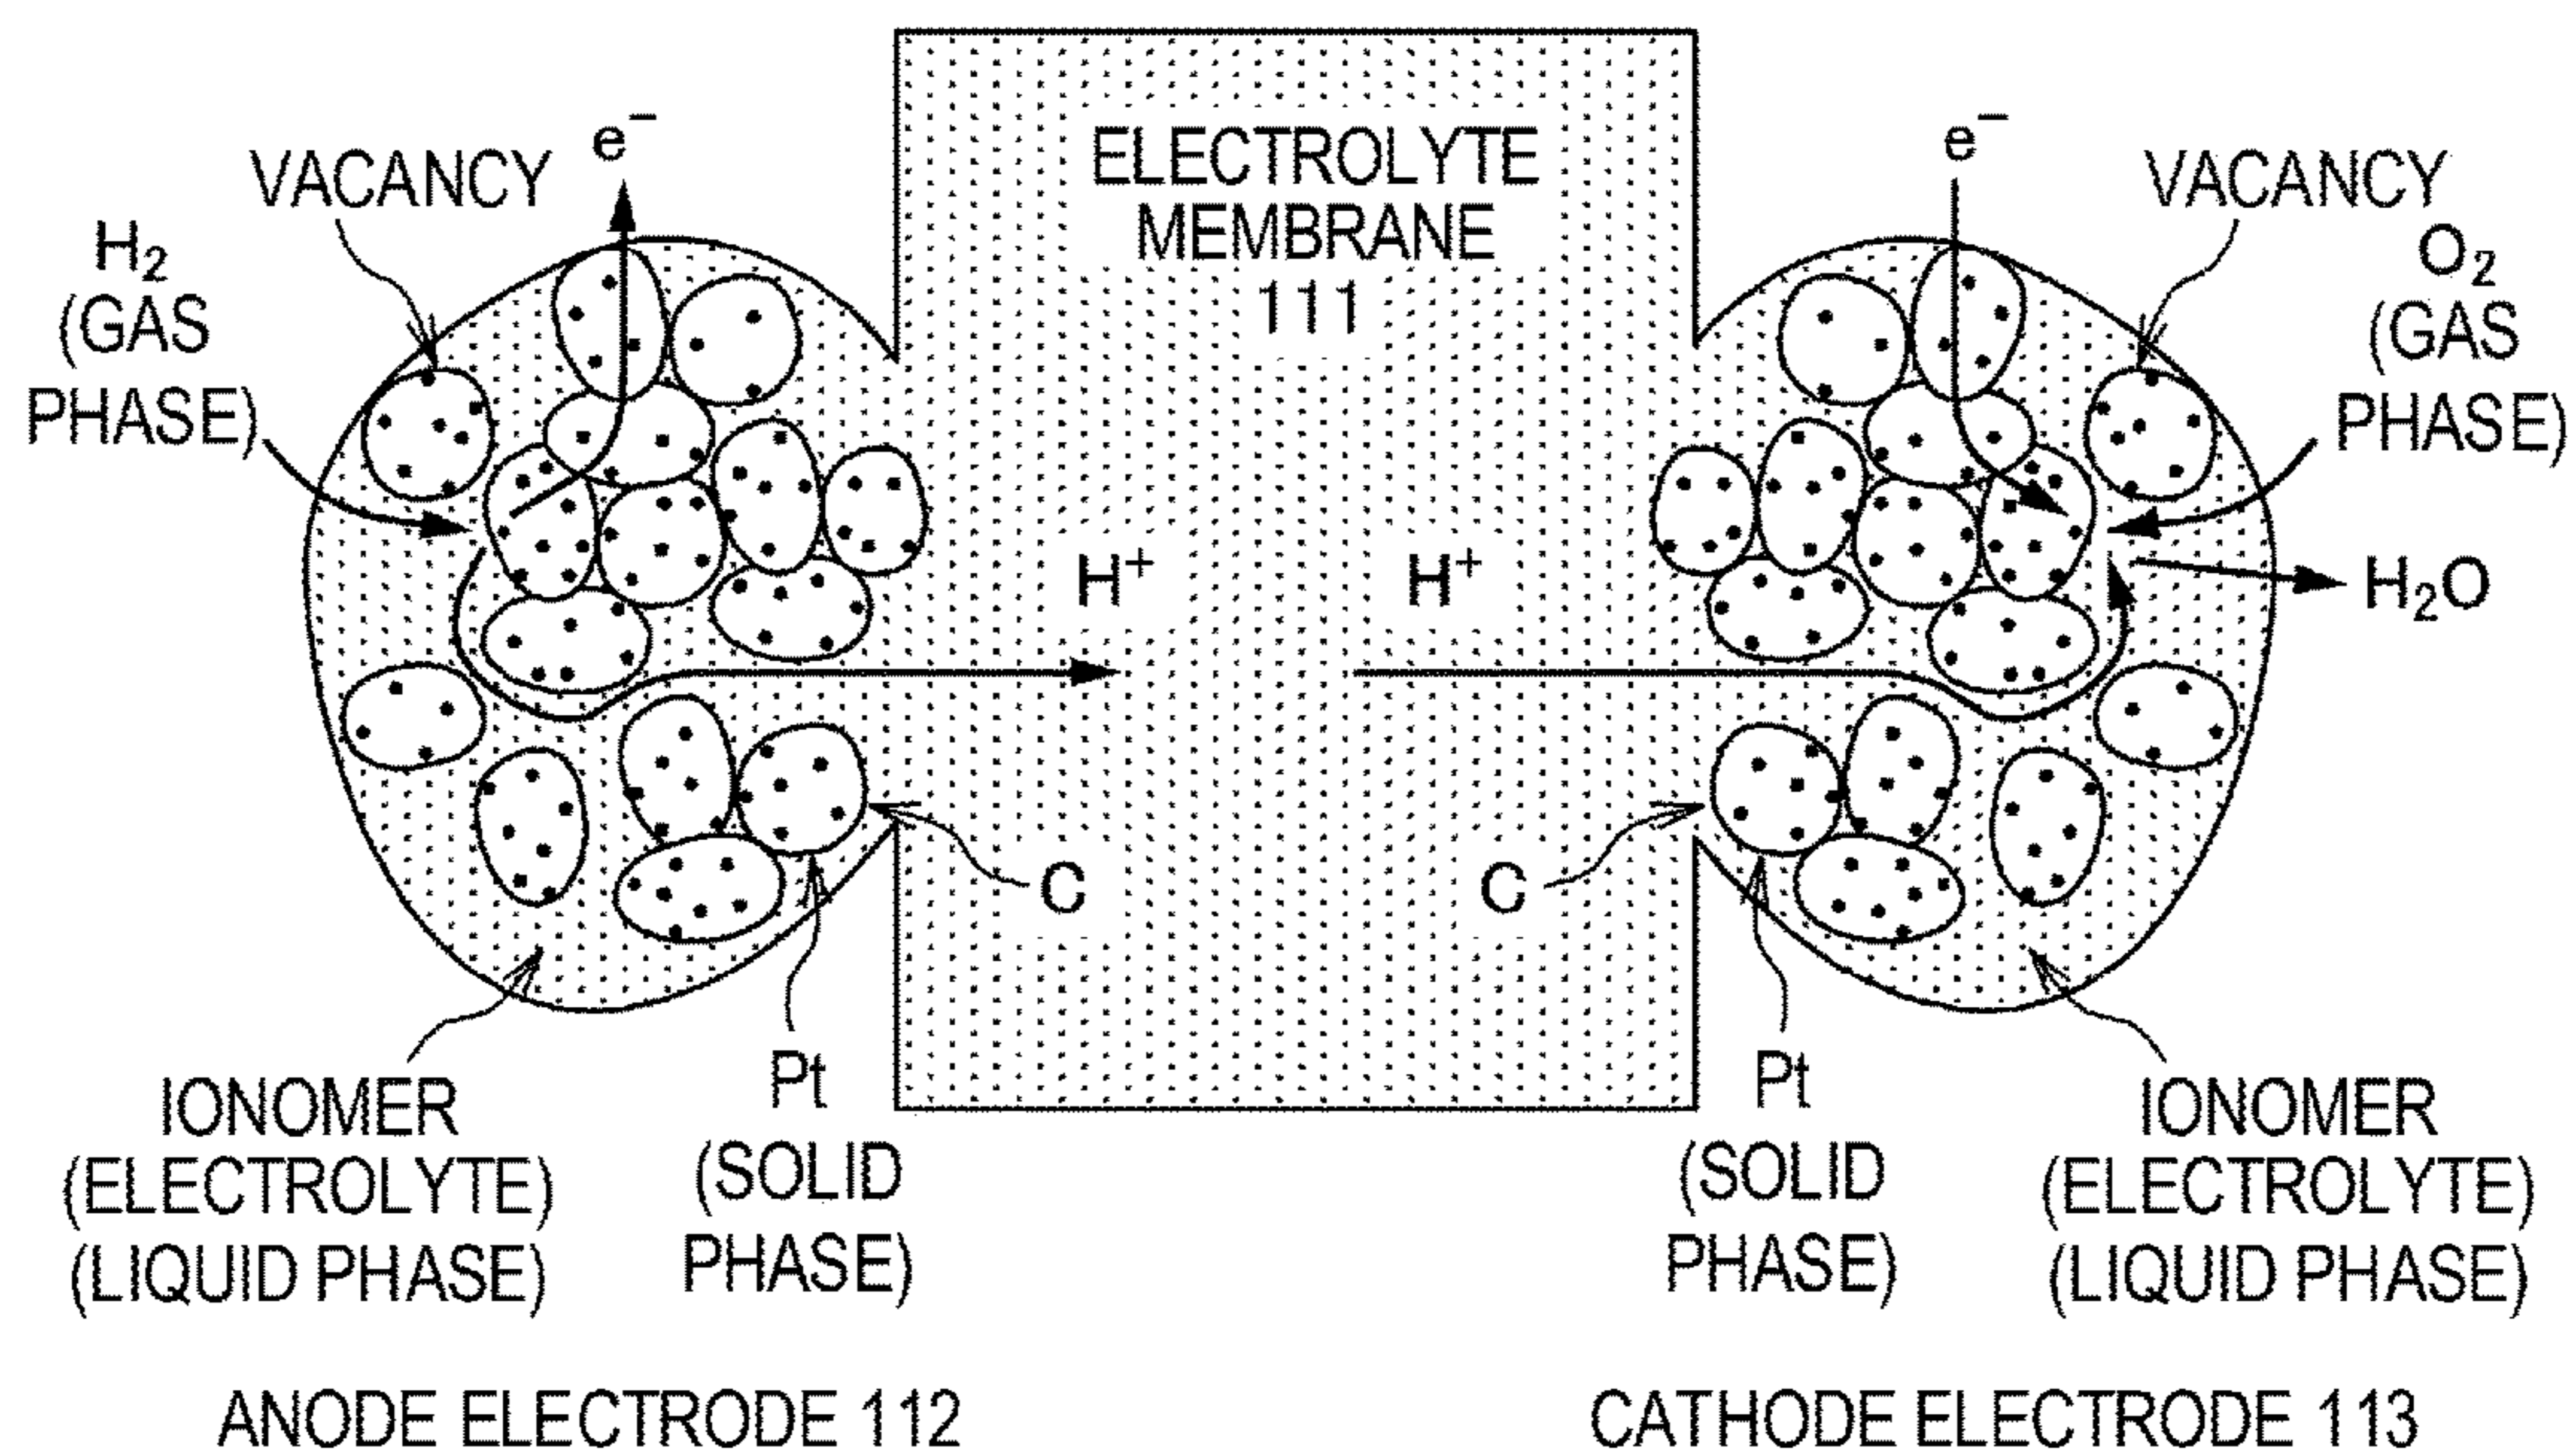 e⁻
VACANCY
H₂
(GAS
PHASE)
ELECTROLYTE
MEMBRANE
111
e⁻
VACANCY
O₂
(GAS
PHASE)
H⁺
H⁺
H₂O
C
C
IONOMER
(ELECTROLYTE)
(LIQUID PHASE)
Pt
(SOLID
PHASE)
Pt
(SOLID
PHASE)
IONOMER
(ELECTROLYTE)
(LIQUID PHASE)
ANODE ELECTRODE 112
CATHODE ELECTRODE 113